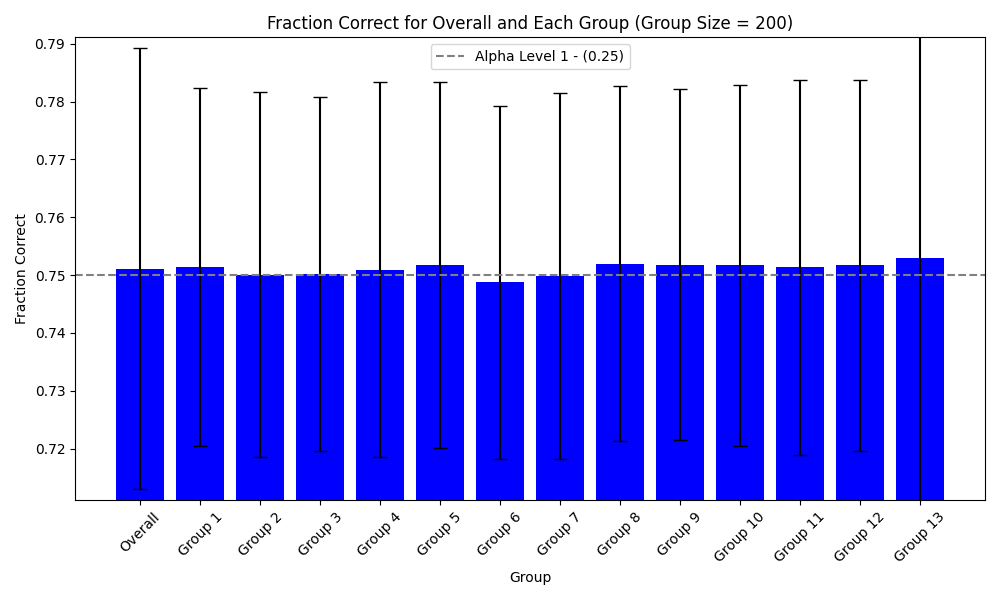 Fraction Correct for Overall and Each Group (Group Size = 200)
Alpha Level 1 - (0.25)
Fraction Correct
0.79
0.78
0.77
0.76
0.75
0.74
0.73
0.72
Overall
Group 1
Group 2
Group 3
Group 4
Group 5
Group 6
Group 7
Group 8
Group 9
Group 10
Group 11
Group 12
Group 13
Group